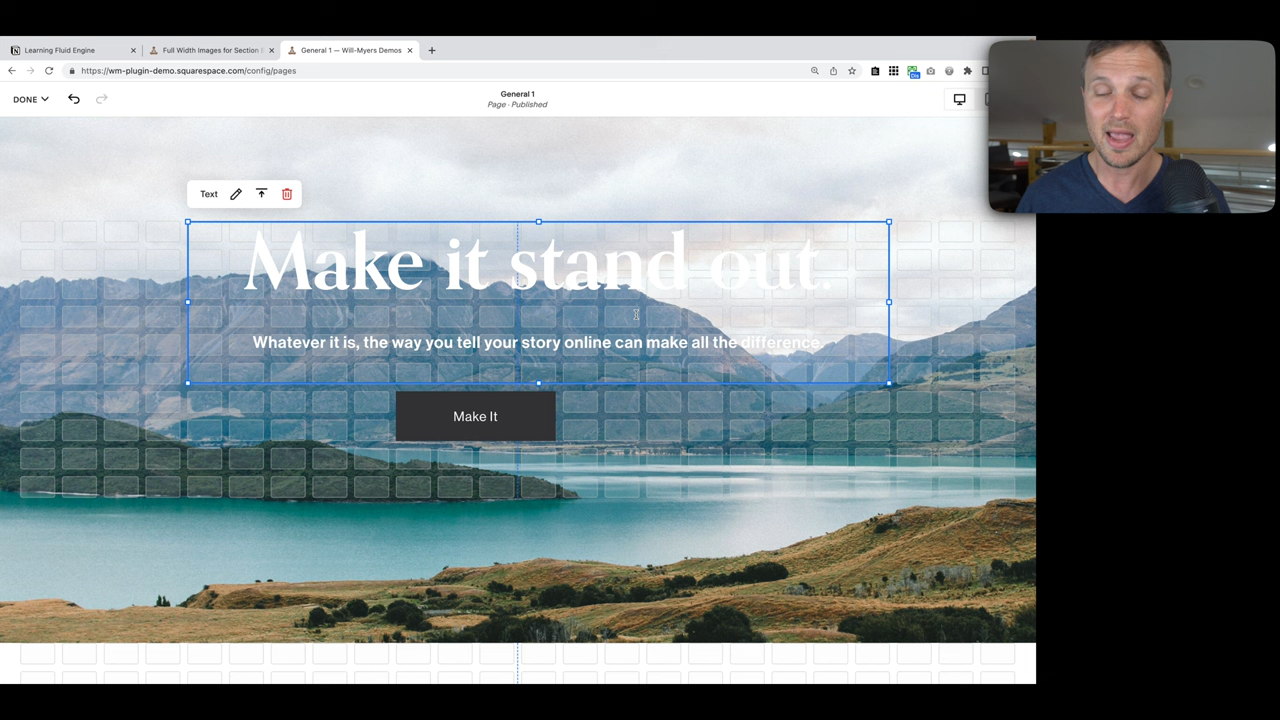 Learning Fluid Engine
Full Width Images for Section
General 1 — Will-Myers Demos
https://wm-plugin-demo.squarespace.com/config/pages
Dis
DONE
General 1
Page · Published
Text
Make it stand out.
Whatever it is, the way you tell your story online can make all the difference.
Make It